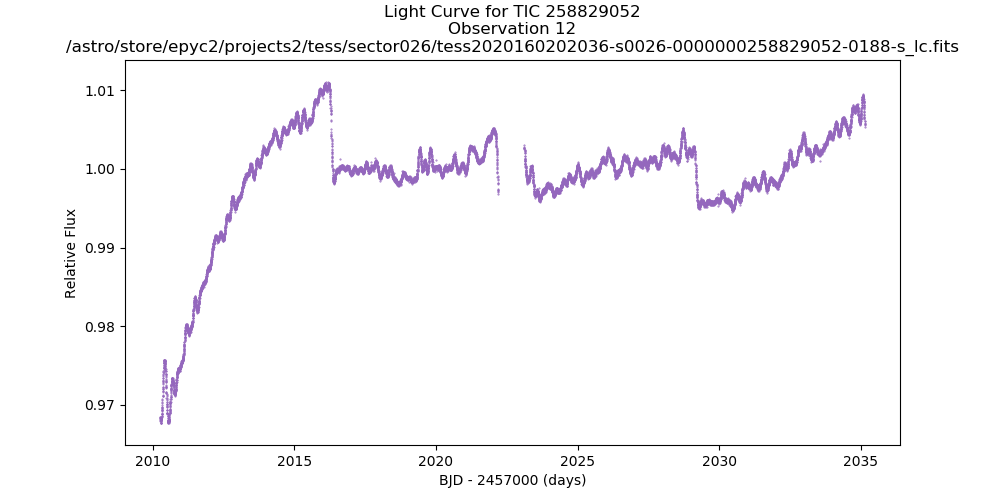 Light Curve for TIC 258829052
Observation 12
/astro/store/epyc2/projects2/tess/sector026/tess2020160202036-s0026-0000000258829052-0188-s_lc.fits
1.01
1.00
0.99
0.98
0.97
Relative Flux
2010
2015
2020
2025
2030
2035
BJD - 2457000 (days)